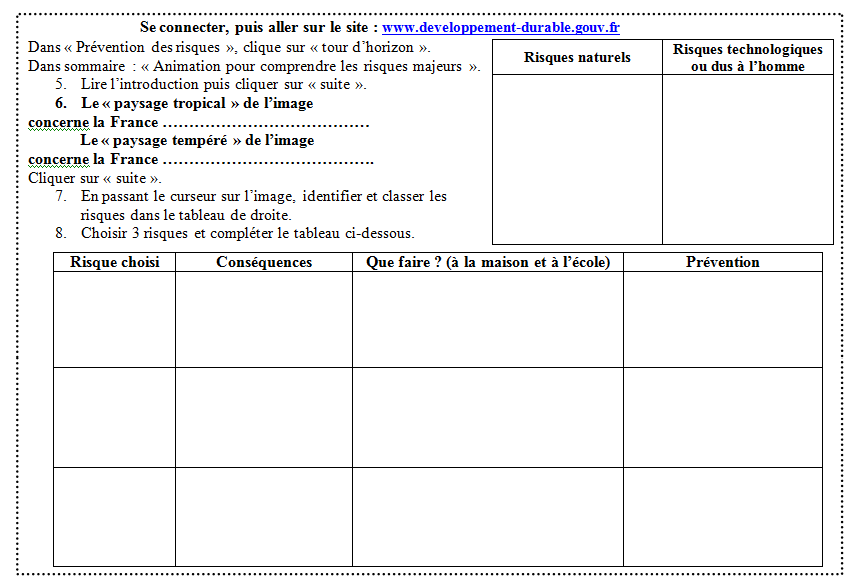 Se connecter, puis aller sur le site : www.developpement-durable.gouv.fr
Dans « Prévention des risques », clique sur « tour d'horizon ».
Dans sommaire : « Animation pour comprendre les risques majeurs ».
5. Lire l'introduction puis cliquer sur « suite ».
6. Le « paysage tropical » de l'image
concerne la France …………………………………
Le « paysage tempéré » de l'image
concerne la France ………………………………….
Cliquer sur « suite ».
7. En passant le curseur sur l'image, identifier et classer les
risques dans le tableau de droite.
8. Choisir 3 risques et compléter le tableau ci-dessous.
Risques naturels
Risques technologiques
ou dus à l'homme
Risque choisi Conséquences Que faire ? (à la maison et à l'école) Prévention